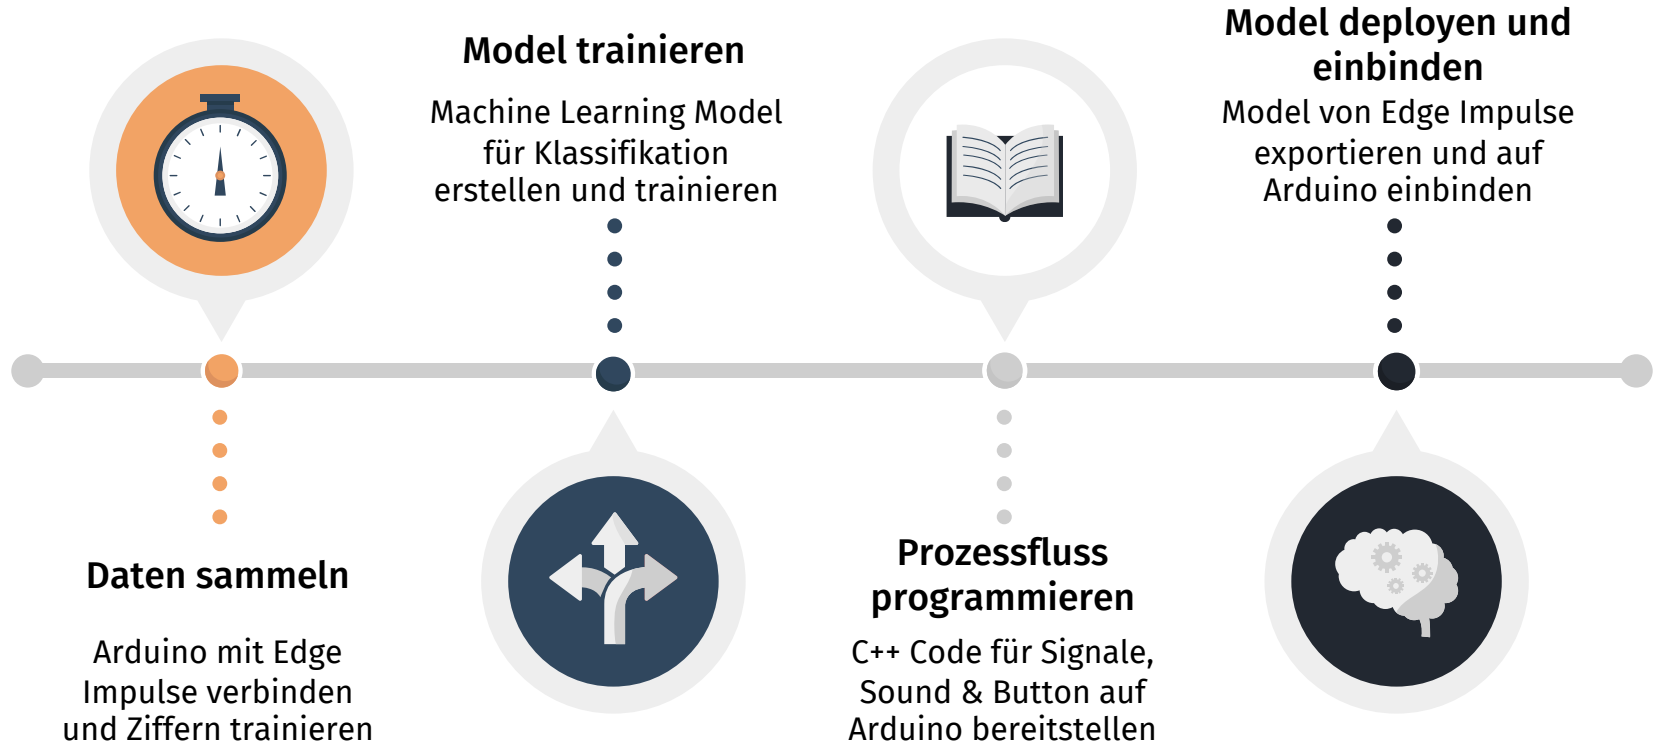 Daten sammeln
Arduino mit Edge
Impulse verbinden
und Ziffern trainieren
Model trainieren
Machine Learning Model
für Klassifikation
erstellen und trainieren
Prozessfluss
programmieren
C++ Code für Signale,
Sound & Button auf
Arduino bereitstellen
Model deployen und
einbinden
Model von Edge Impulse
exportieren und auf
Arduino einbinden